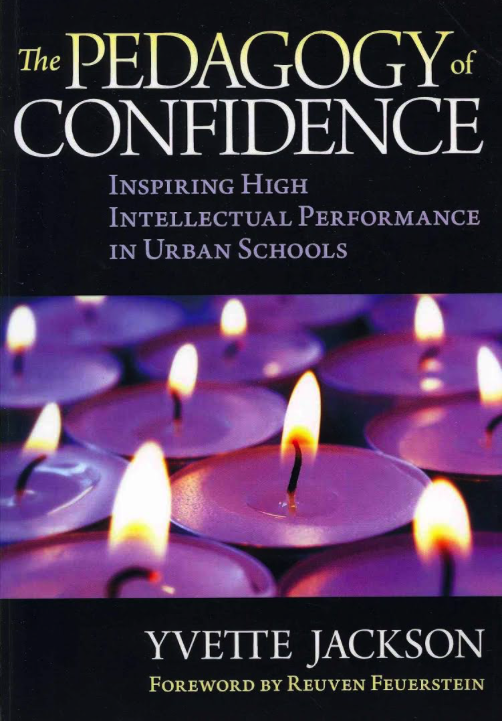 The PEDAGOGY of
CONFIDENCE
INSPIRING HIGH
INTELLECTUAL PERFORMANCE
IN URBAN SCHOOLS
YVETTE JACKSON
FOREWORD BY REUVEN FEUERSTEIN